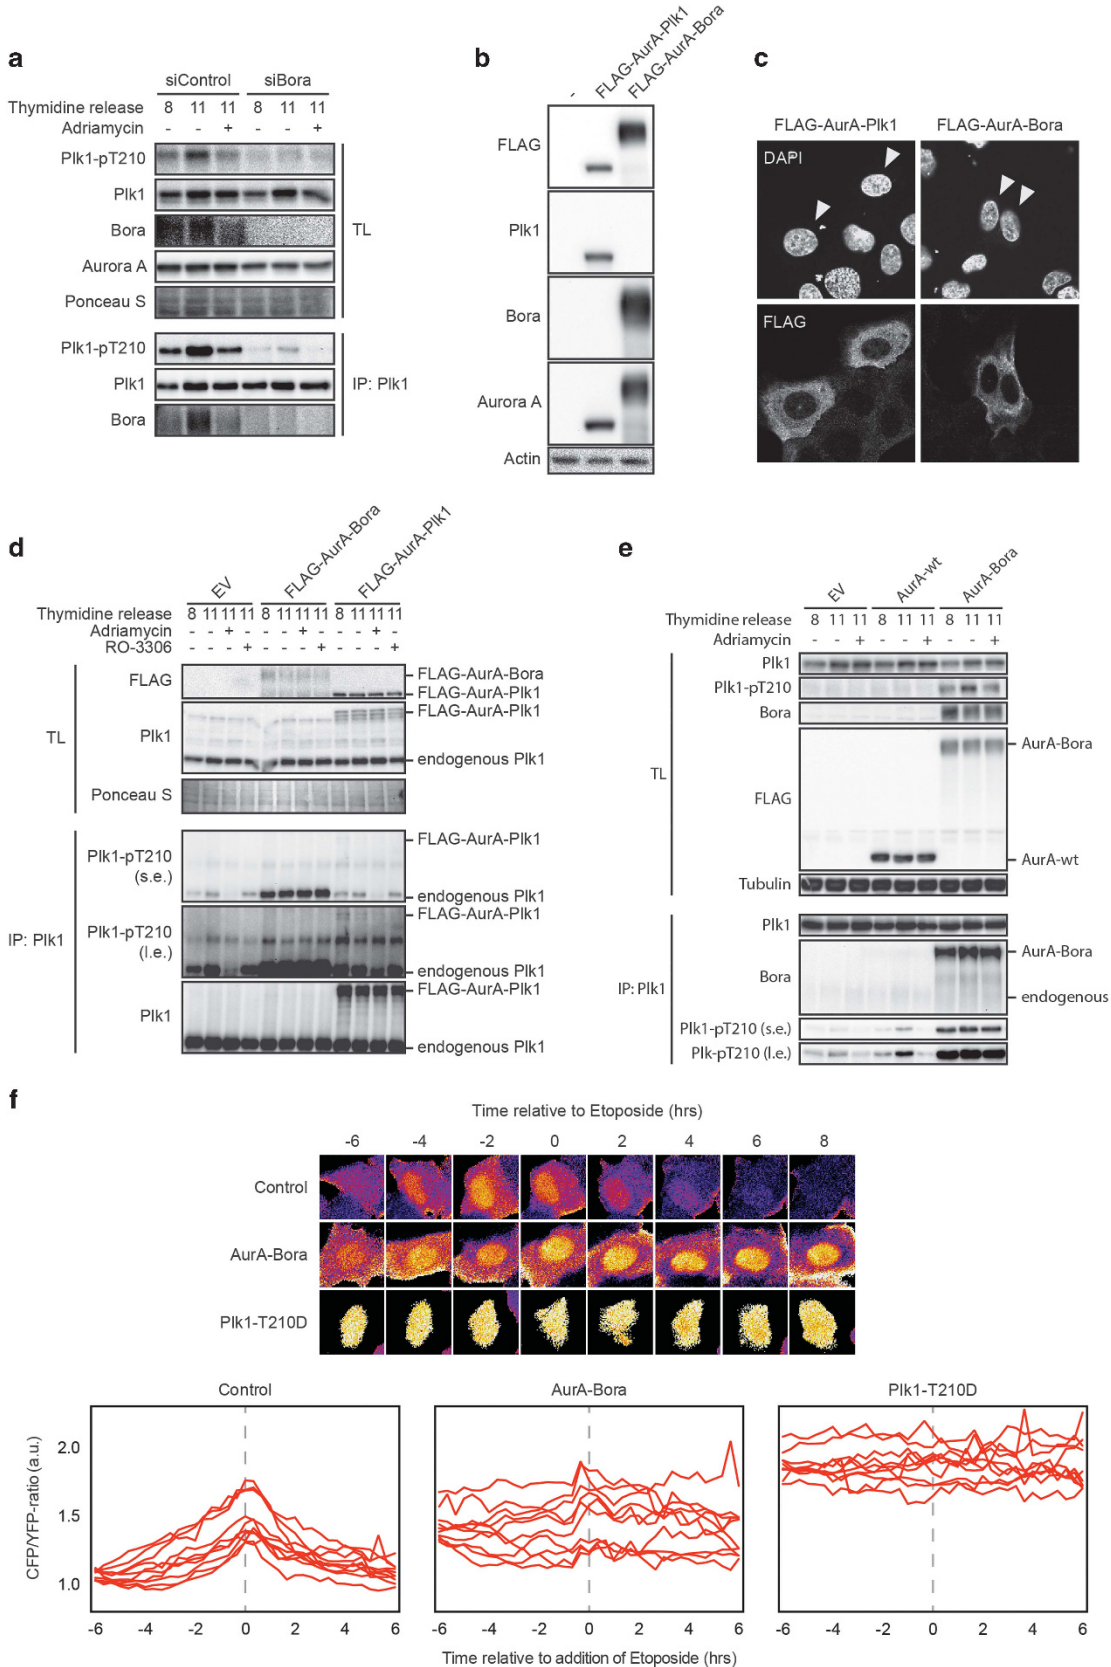 a
siControl siBora
Thymidine release 8 11 11 8 11 11
Adriamycin - - + - - +
Plk1-pT210
Plk1
Bora
Aurora A
Ponceau S
TL
Plk1-pT210
Plk1
Bora
IP: Plk1
b
- FLAG-AurA-Plk1 FLAG-AurA-Bora
FLAG
Plk1
Bora
Aurora A
Actin
c
FLAG-AurA-Plk1 FLAG-AurA-Bora
DAPI
FLAG
d
EV FLAG-AurA-Bora FLAG-AurA-Plk1
Thymidine release 8 11 11 11 8 11 11 11 8 11 11 11
Adriamycin - - + - - - + - - - + -
RO-3306 - - - + - - - + - - - +
TL
FLAG
FLAG-AurA-Bora
FLAG-AurA-Plk1
Plk1
FLAG-AurA-Plk1
endogenous Plk1
Ponceau S
IP: Plk1
Plk1-pT210 (s.e.)
FLAG-AurA-Plk1
endogenous Plk1
Plk1-pT210 (l.e.)
FLAG-AurA-Plk1
endogenous Plk1
Plk1
FLAG-AurA-Plk1
endogenous Plk1
e
EV AurA-wt AurA-Bora
Thymidine release 8 11 11 8 11 11 8 11 11
Adriamycin - - + - - + - - +
TL
Plk1
Plk1-pT210
Bora
FLAG
AurA-Bora
AurA-wt
Tubulin
IP: Plk1
Plk1
Bora
AurA-Bora
endogenous
Plk1-pT210 (s.e.)
Plk-pT210 (l.e.)
f
Time relative to Etoposide (hrs)
-6 -4 -2 0 2 4 6 8
Control
AurA-Bora
Plk1-T210D
Control AurA-Bora Plk1-T210D
CFP/YFP-ratio (a.u.)
2.0
1.5
1.0
-6 -4 -2 0 2 4 6 -6 -4 -2 0 2 4 6 -6 -4 -2 0 2 4 6
Time relative to addition of Etoposide (hrs)